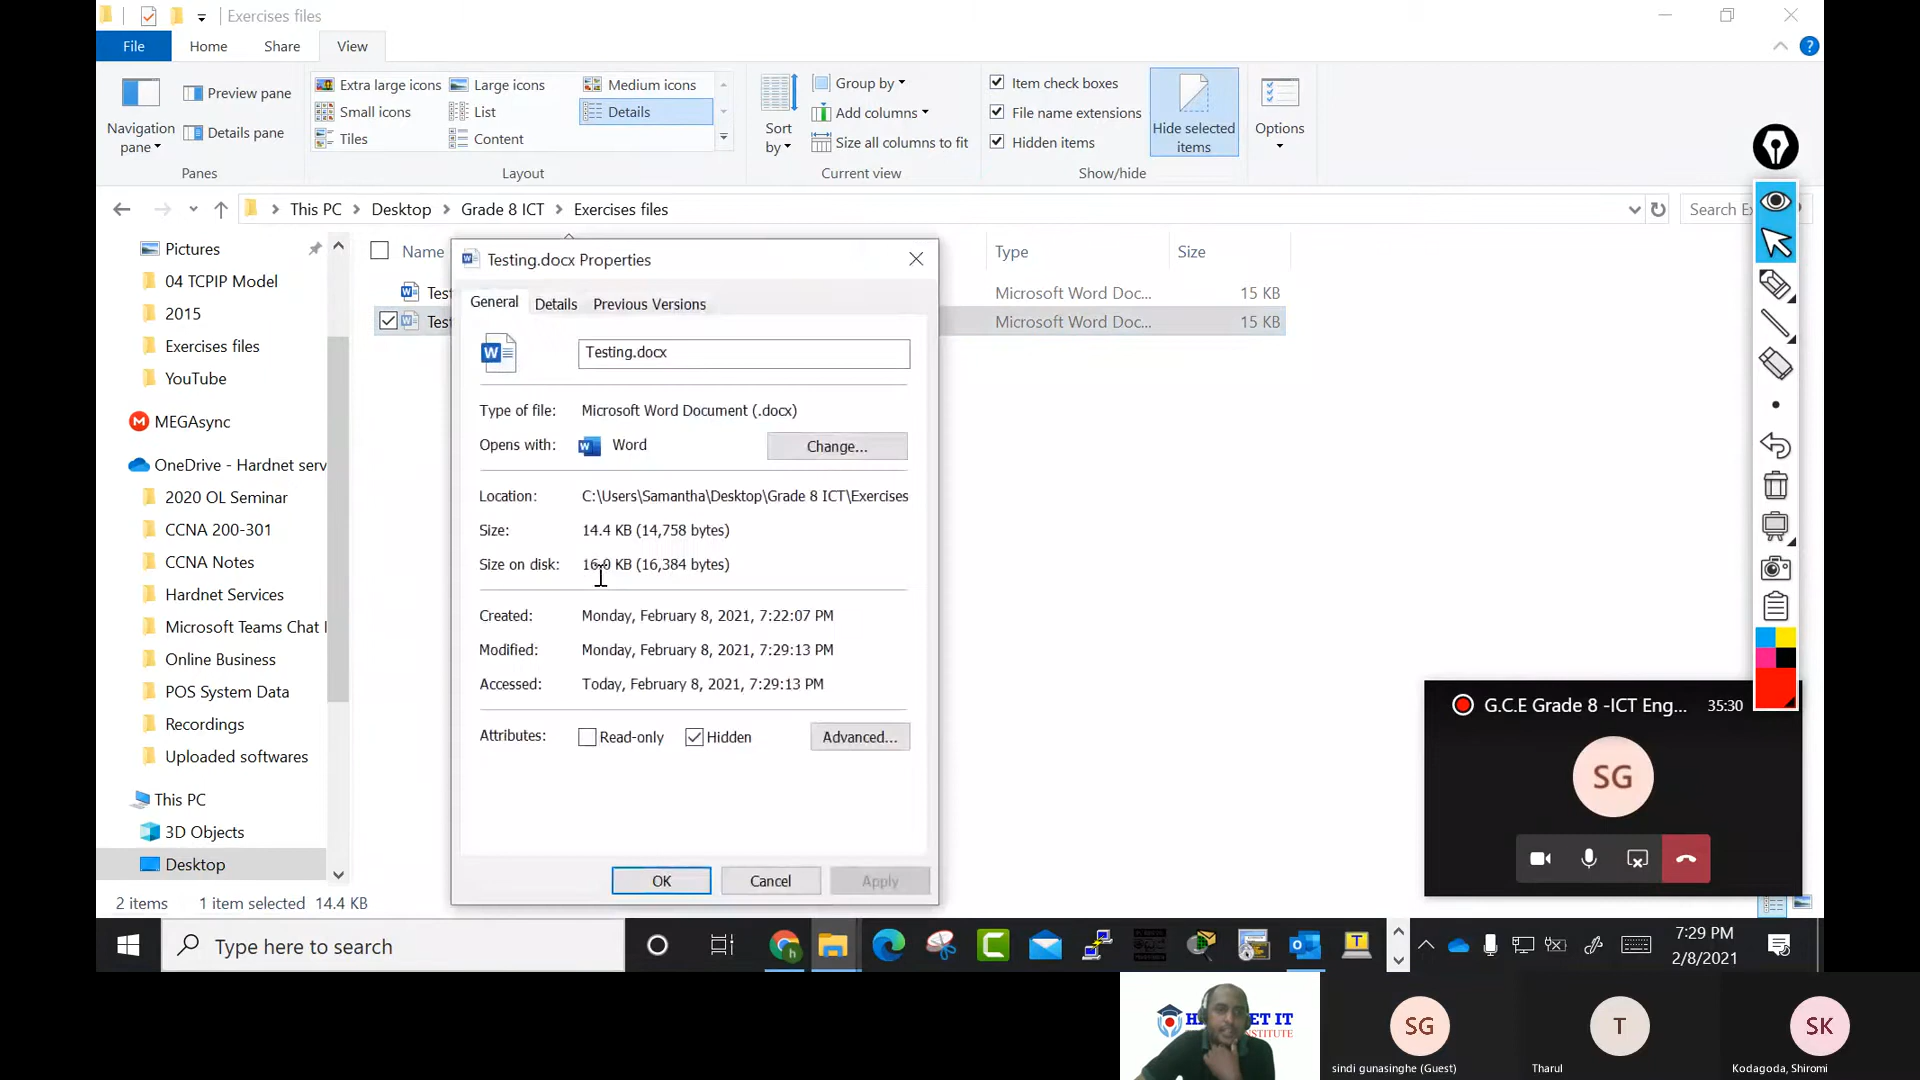 Exercises files
File
Home
Share
View
Navigation
pane
Preview pane
Details pane
Panes
Extra large icons
Large icons
Medium icons
Small icons
List
Details
Tiles
Content
Layout
Sort
by
Group by
Add columns
Size all columns to fit
Current view
Item check boxes
File name extensions
Hidden items
Hide selected
items
Show/hide
Options
This PC
Desktop
Grade 8 ICT
Exercises files
Search Ex
Pictures
04 TCPIP Model
2015
Exercises files
YouTube
MEGAsync
OneDrive - Hardnet serv
2020 OL Seminar
CCNA 200-301
CCNA Notes
Hardnet Services
Microsoft Teams Chat
Online Business
POS System Data
Recordings
Uploaded softwares
This PC
3D Objects
Desktop
2 items 1 item selected 14.4 KB
Name
Type
Size
Microsoft Word Doc... 15 KB
Microsoft Word Doc... 15 KB
Testing.docx Properties
General
Details
Previous Versions
Testing.docx
Type of file: Microsoft Word Document (.docx)
Opens with: Word Change...
Location: C:\Users\Samantha\Desktop\Grade 8 ICT\Exercises
Size: 14.4 KB (14,758 bytes)
Size on disk: 16.0 KB (16,384 bytes)
Created: Monday, February 8, 2021, 7:22:07 PM
Modified: Monday, February 8, 2021, 7:29:13 PM
Accessed: Today, February 8, 2021, 7:29:13 PM
Attributes: Read-only Hidden Advanced...
OK Cancel Apply
G.C.E Grade 8 -ICT Eng... 35:30
SG
Type here to search
7:29 PM
2/8/2021
SG
T
SK
sindi gunasinghe (Guest)
Tharul
Kodagoda, Shiromi